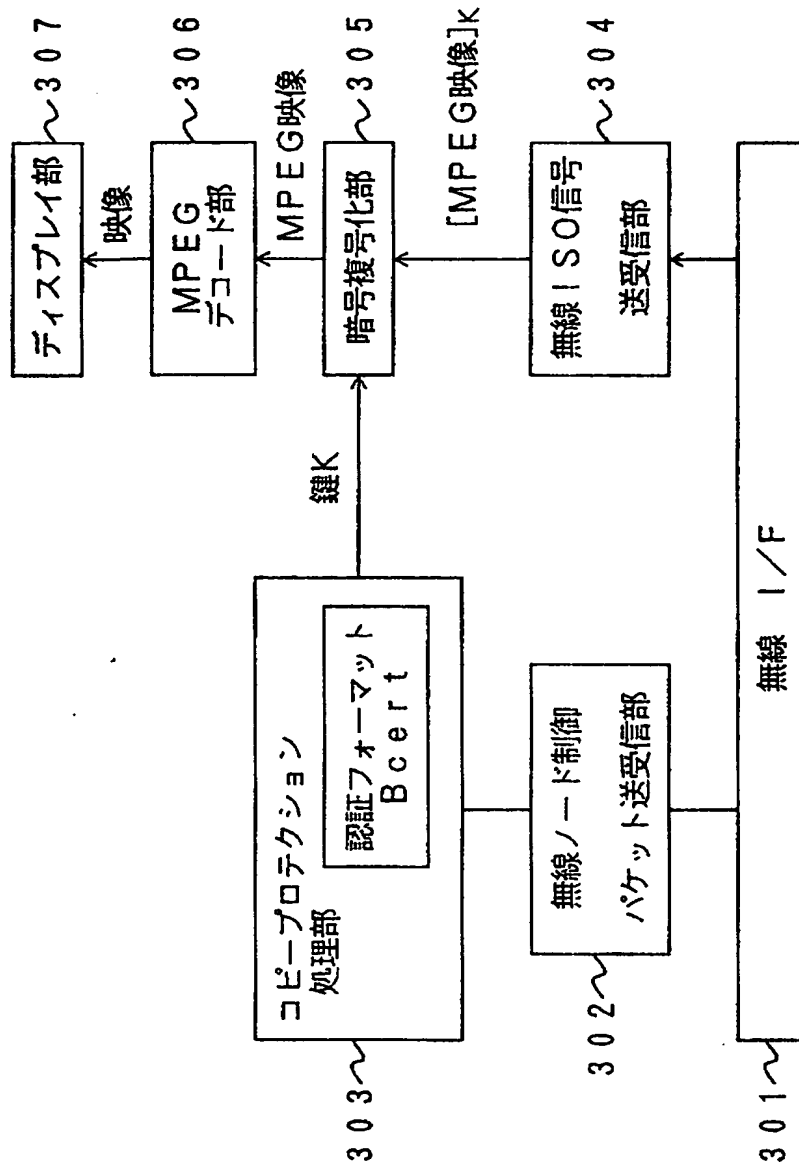 ディスプレイ部
307
映像
MPEG
デコード部
306
MPEG映像
鍵K
暗号複号化部
305
[MPEG映像]K
コピープロテクション
処理部
認証フォーマット
Bcert
303
無線ISO信号
送受信部
304
無線ノード制御
パケット送受信部
302
無線 I/F
301